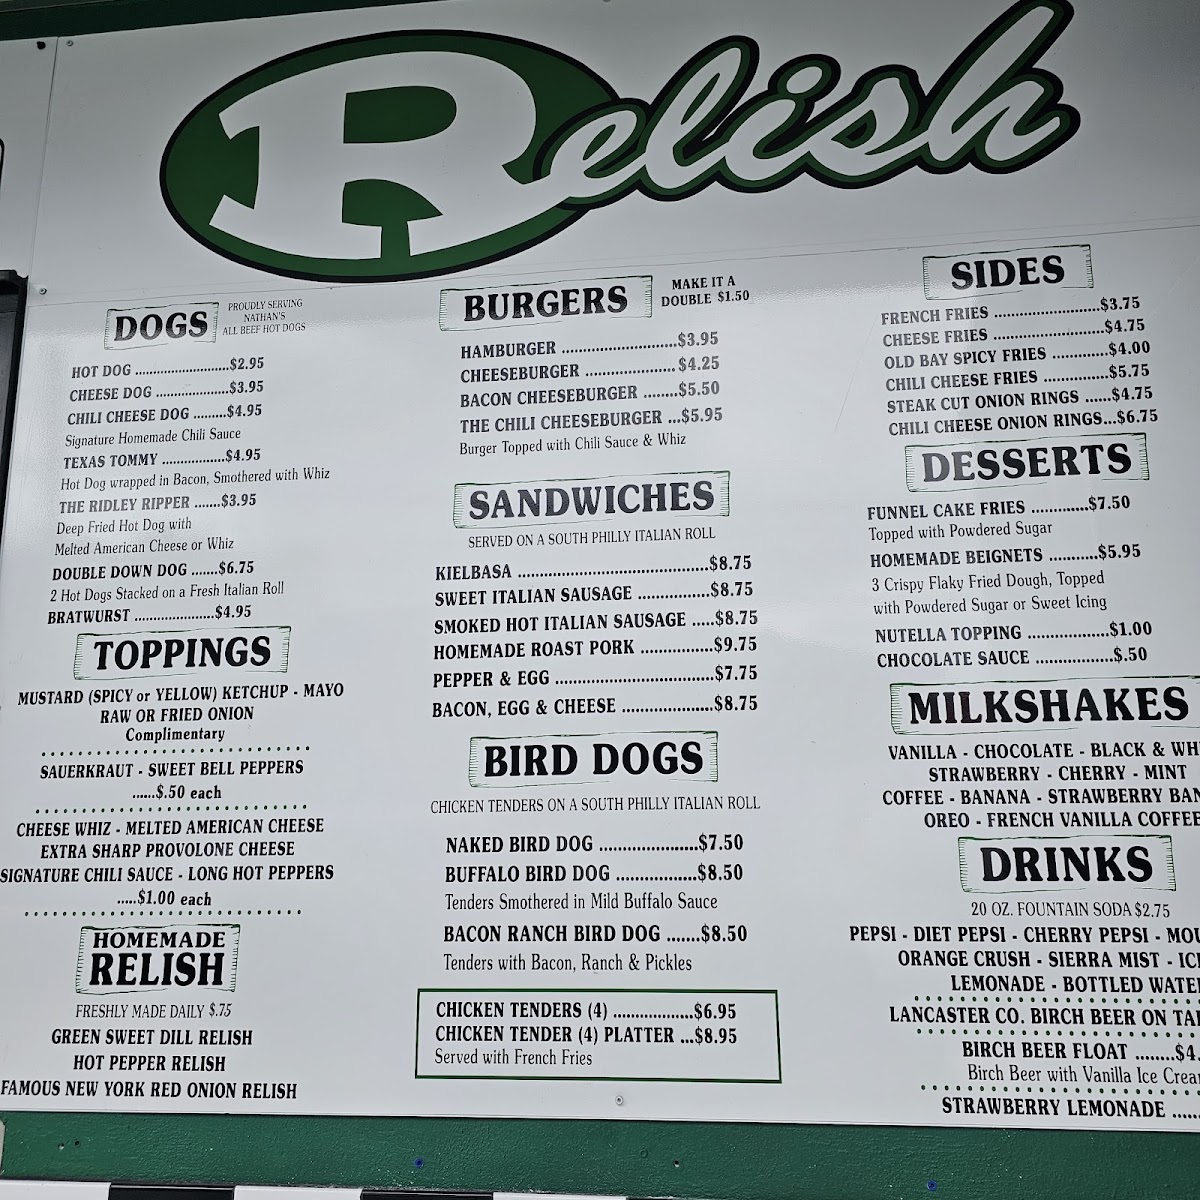 Relish
DOGS
PROUDLY SERVING
NATHAN'S
ALL BEEF HOT DOGS
HOT DOG ..........................$2.95
CHEESE DOG ....................$3.95
CHILI CHEESE DOG .........$4.95
Signature Homemade Chili Sauce
TEXAS TOMMY .................$4.95
Hot Dog wrapped in Bacon, Smothered with Whiz
THE RIDLEY RIPPER .......$3.95
Deep Fried Hot Dog with
Melted American Cheese or Whiz
DOUBLE DOWN DOG .......$6.75
2 Hot Dogs Stacked on a Fresh Italian Roll
BRATWURST ......................$4.95
TOPPINGS
MUSTARD (SPICY or YELLOW) KETCHUP - MAYO
RAW OR FRIED ONION
Complimentary
SAUERKRAUT - SWEET BELL PEPPERS
......$.50 each
CHEESE WHIZ - MELTED AMERICAN CHEESE
EXTRA SHARP PROVOLONE CHEESE
SIGNATURE CHILI SAUCE - LONG HOT PEPPERS
.....$1.00 each
HOMEMADE
RELISH
FRESHLY MADE DAILY $.75
GREEN SWEET DILL RELISH
HOT PEPPER RELISH
FAMOUS NEW YORK RED ONION RELISH
BURGERS
MAKE IT A
DOUBLE $1.50
HAMBURGER ............................$3.95
CHEESEBURGER ......................$4.25
BACON CHEESEBURGER ........$5.50
THE CHILI CHEESEBURGER ...$5.95
Burger Topped with Chili Sauce & Whiz
SANDWICHES
SERVED ON A SOUTH PHILLY ITALIAN ROLL
KIELBASA ..............................................$8.75
SWEET ITALIAN SAUSAGE .................$8.75
SMOKED HOT ITALIAN SAUSAGE .....$8.75
HOMEMADE ROAST PORK .................$9.75
PEPPER & EGG ......................................$7.75
BACON, EGG & CHEESE .....................$8.75
BIRD DOGS
CHICKEN TENDERS ON A SOUTH PHILLY ITALIAN ROLL
NAKED BIRD DOG .......................$7.50
BUFFALO BIRD DOG ...................$8.50
Tenders Smothered in Mild Buffalo Sauce
BACON RANCH BIRD DOG .......$8.50
Tenders with Bacon, Ranch & Pickles
CHICKEN TENDERS (4) ..................$6.95
CHICKEN TENDER (4) PLATTER ...$8.95
Served with French Fries
SIDES
FRENCH FRIES ..........................$3.75
CHEESE FRIES ...........................$4.75
OLD BAY SPICY FRIES .............$4.00
CHILI CHEESE FRIES ...............$5.75
STEAK CUT ONION RINGS ......$4.75
CHILI CHEESE ONION RINGS...$6.75
DESSERTS
FUNNEL CAKE FRIES .............$7.50
Topped with Powdered Sugar
HOMEMADE BEIGNETS ...........$5.95
3 Crispy Flaky Fried Dough, Topped
with Powdered Sugar or Sweet Icing
NUTELLA TOPPING ..................$1.00
CHOCOLATE SAUCE .................$.50
MILKSHAKES
VANILLA - CHOCOLATE - BLACK & WH
STRAWBERRY - CHERRY - MINT
COFFEE - BANANA - STRAWBERRY BAN
OREO - FRENCH VANILLA COFFEE
DRINKS
20 OZ. FOUNTAIN SODA $2.75
PEPSI - DIET PEPSI - CHERRY PEPSI - MOU
ORANGE CRUSH - SIERRA MIST - ICE
LEMONADE - BOTTLED WATER
LANCASTER CO. BIRCH BEER ON TAP
BIRCH BEER FLOAT ........$4.
Birch Beer with Vanilla Ice Cream
STRAWBERRY LEMONADE ......